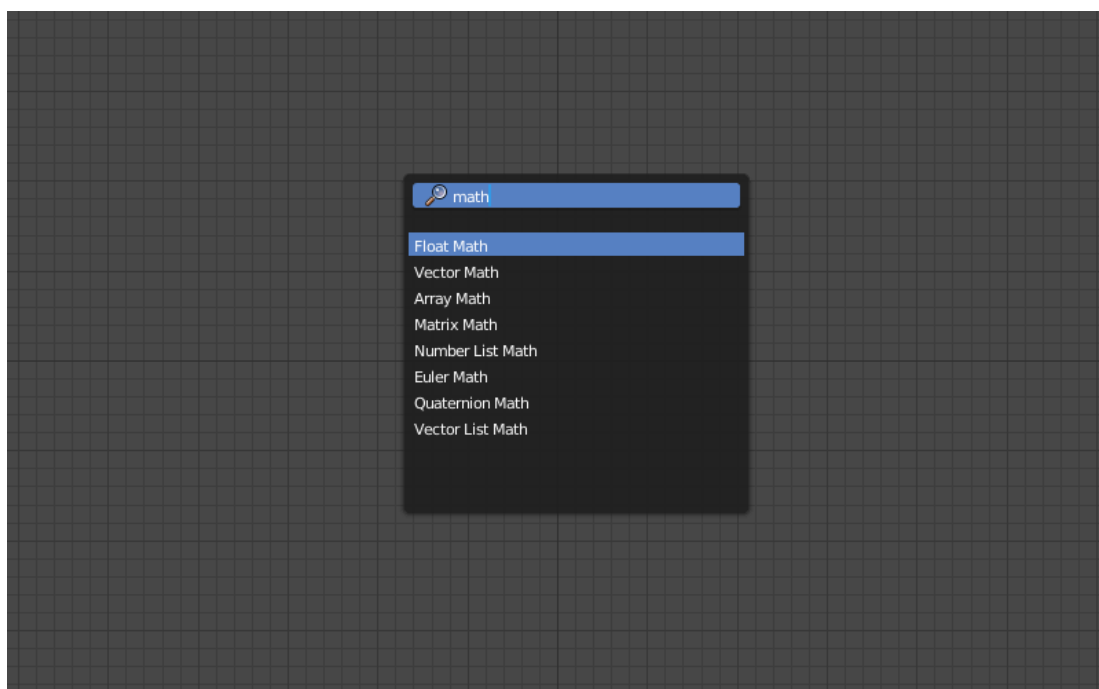 math
Float Math
Vector Math
Array Math
Matrix Math
Number List Math
Euler Math
Quaternion Math
Vector List Math